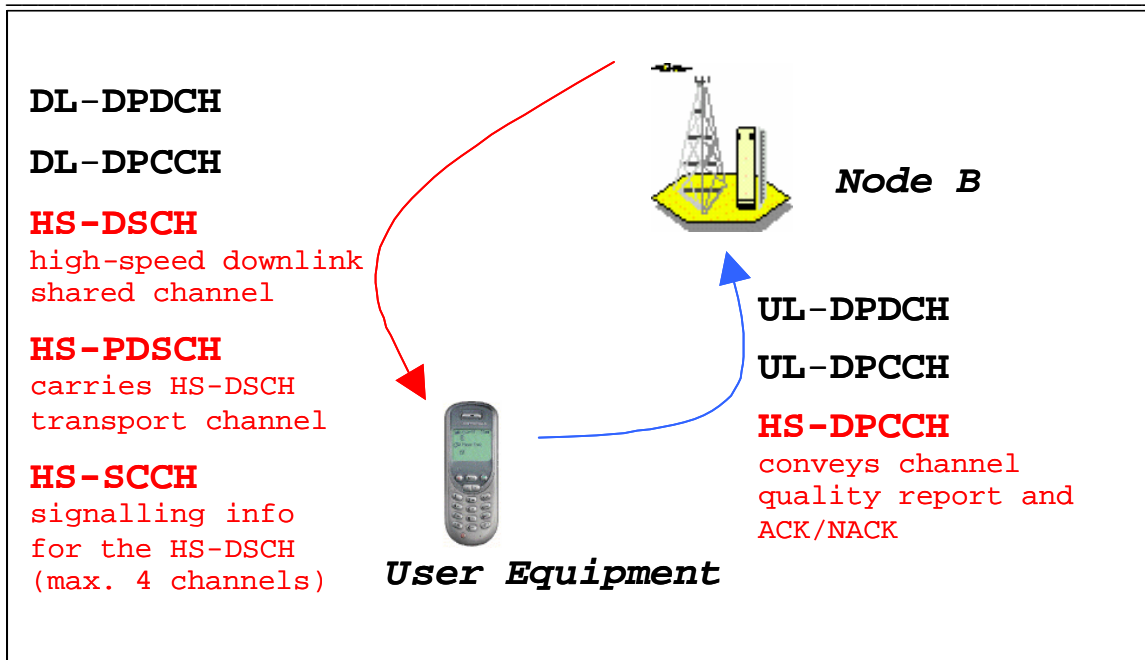 DL-DPDCH
DL-DPCCH
HS-DSCH
high-speed downlink
shared channel
HS-PDSCH
carries HS-DSCH
transport channel
HS-SCCH
signalling info
for the HS-DSCH
(max. 4 channels)
Node B
UL-DPDCH
UL-DPCCH
HS-DPCCH
conveys channel
quality report and
ACK/NACK
User Equipment